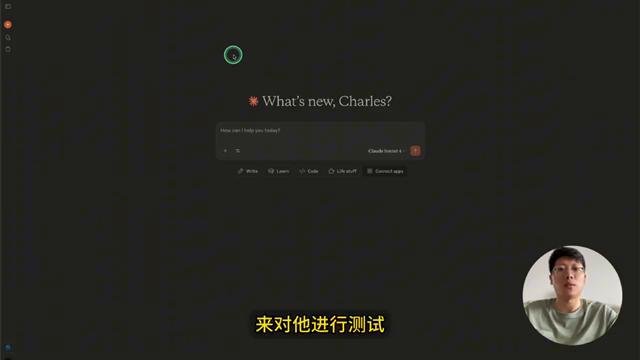 What's new, Charles?
How can I help you today?
Claude Sonnet 4
Write
Learn
Code
Life stuff
Connect apps
来对他进行测试